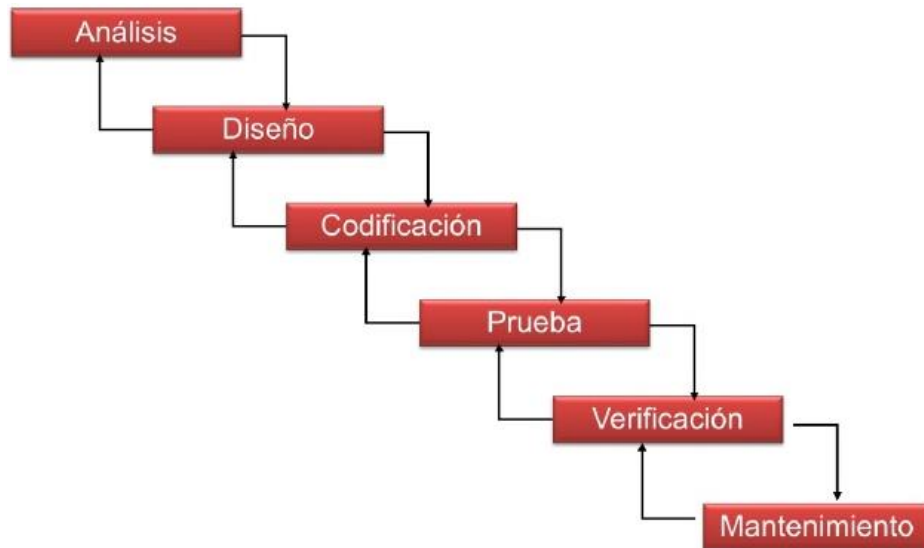 Análisis
Diseño
Codificación
Prueba
Verificación
Mantenimiento